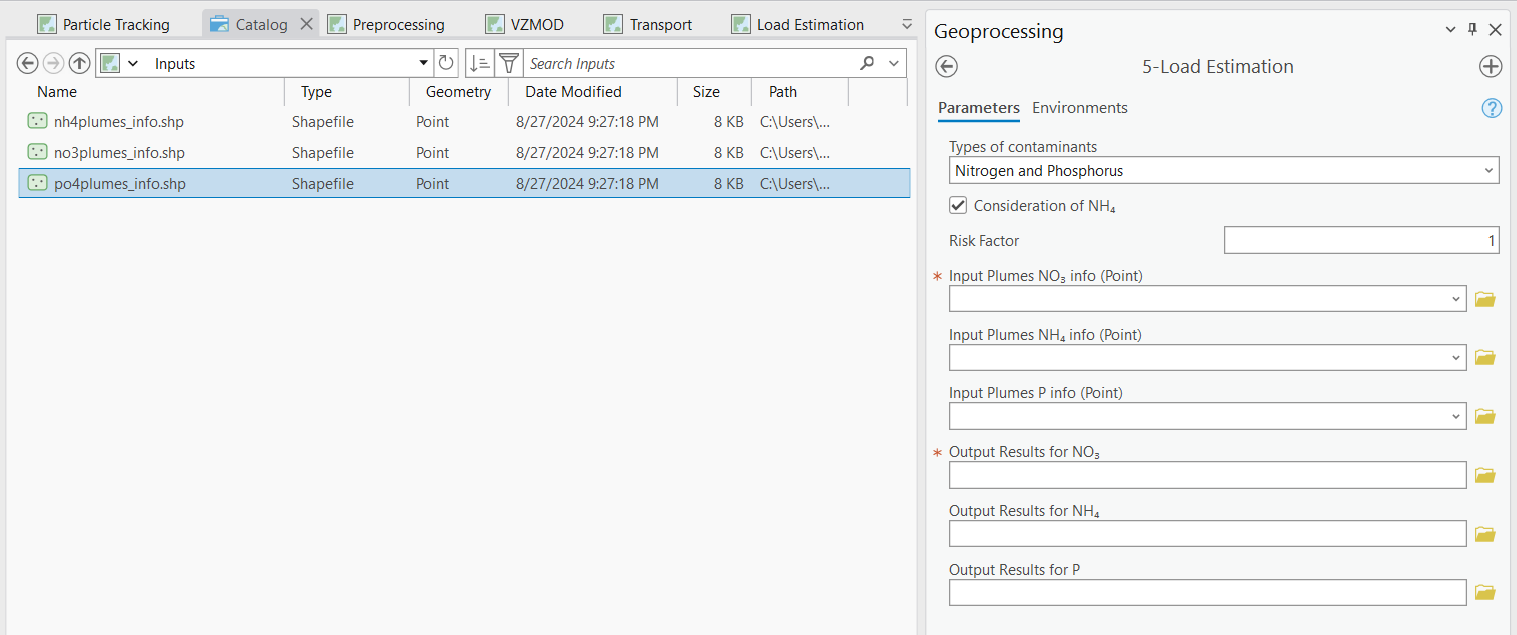 Particle Tracking Catalog Preprocessing VZMOD Transport Load Estimation
Inputs Search Inputs
Name Type Geometry Date Modified Size Path
nh4plumes_info.shp Shapefile Point 8/27/2024 9:27:18 PM 8 KB C:\Users\...
no3plumes_info.shp Shapefile Point 8/27/2024 9:27:18 PM 8 KB C:\Users\...
po4plumes_info.shp Shapefile Point 8/27/2024 9:27:18 PM 8 KB C:\Users\...
Geoprocessing
5-Load Estimation
Parameters Environments
Types of contaminants
Nitrogen and Phosphorus
Consideration of NH₄
Risk Factor 1
* Input Plumes NO₃ info (Point)
Input Plumes NH₄ info (Point)
Input Plumes P info (Point)
* Output Results for NO₃
Output Results for NH₄
Output Results for P